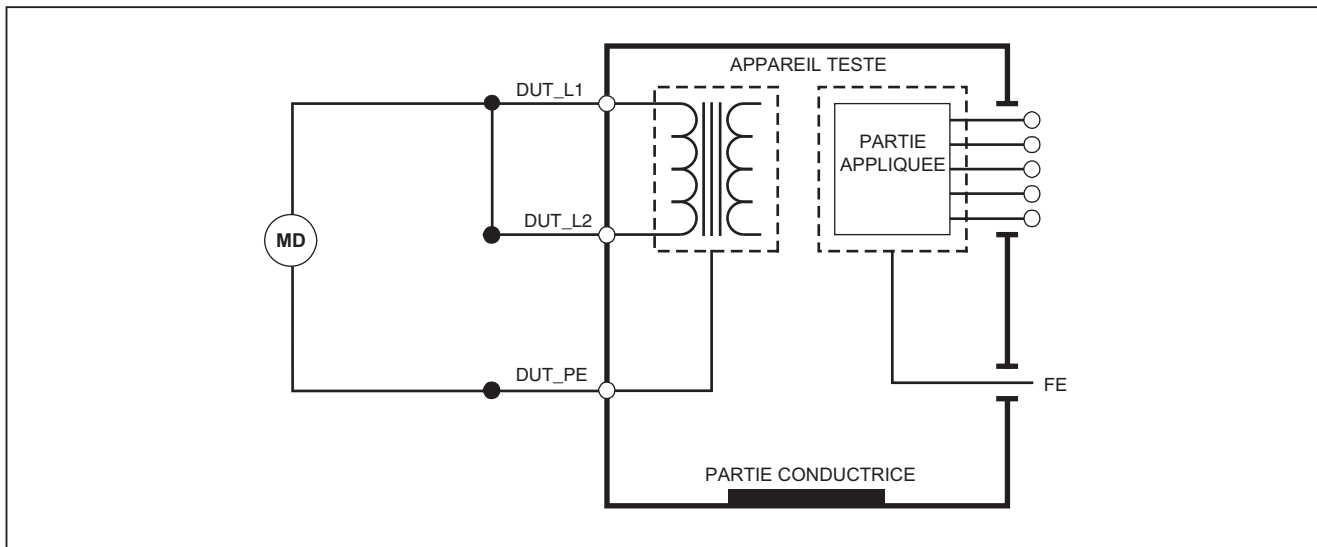 APPAREIL TESTE
DUT_L1
PARTIE
APPLIQUEE
DUT_L2
MD
DUT_PE
FE
PARTIE CONDUCTRICE